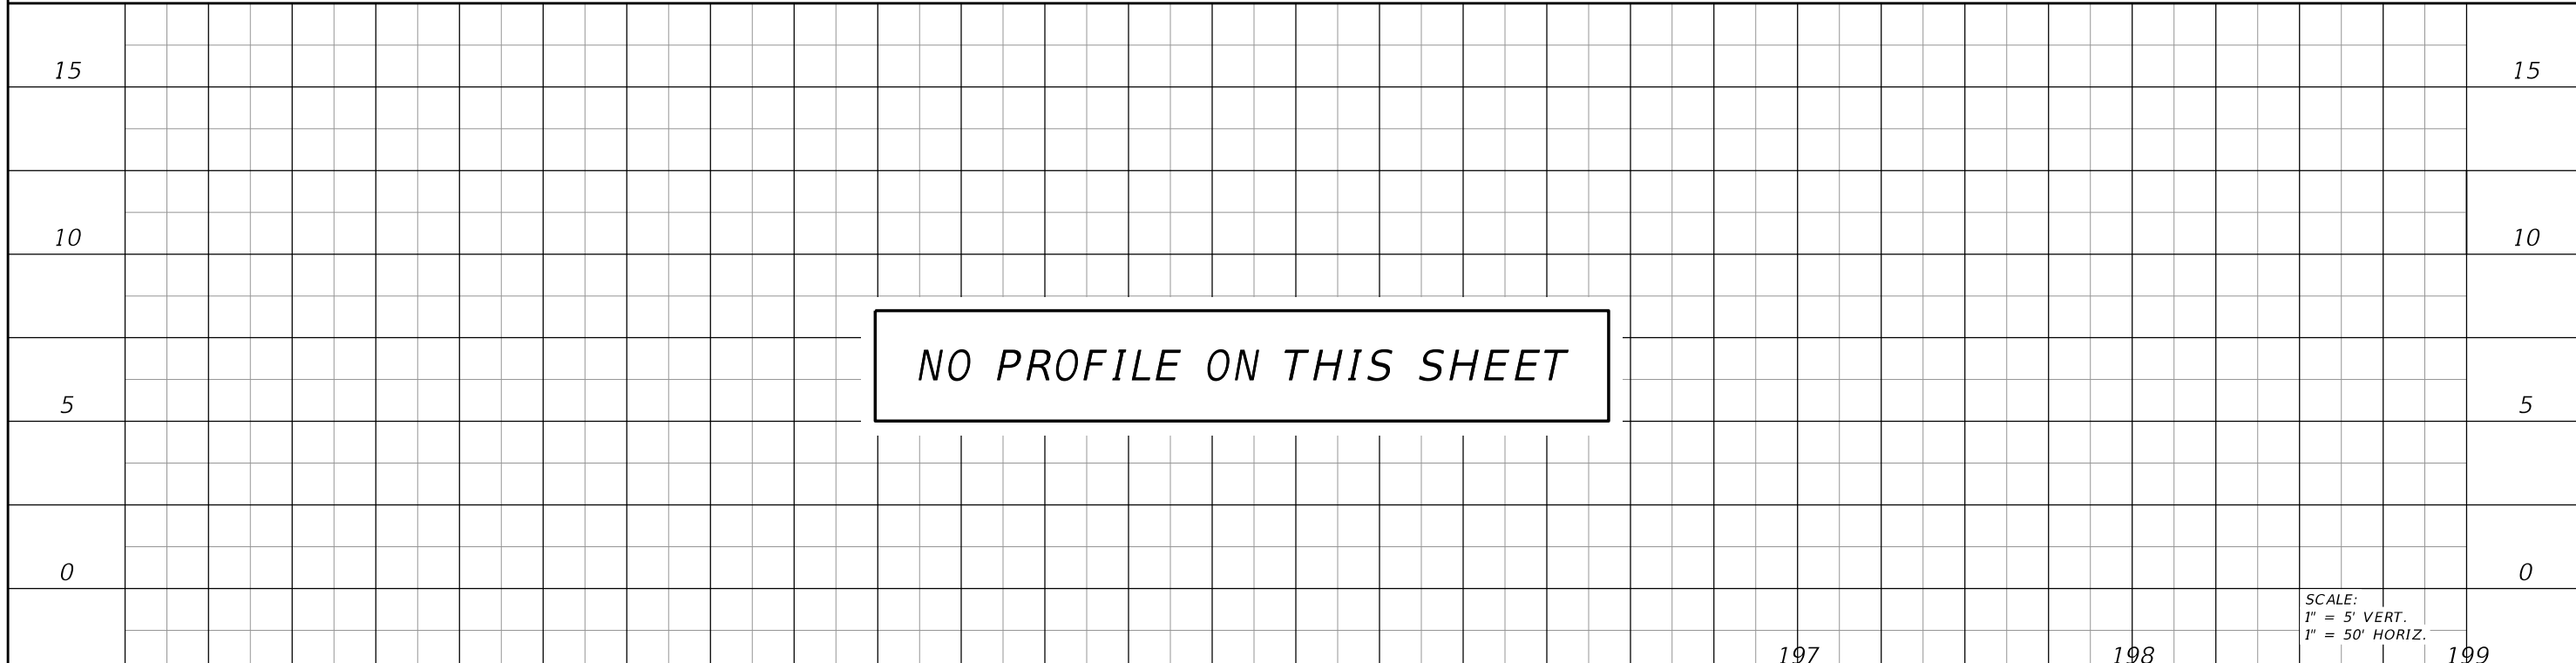 15 15
10 10
NO PROFILE ON THIS SHEET
5 5
0 0
SCALE:
1" = 5' VERT.
1" = 50' HORIZ.
197 198 199